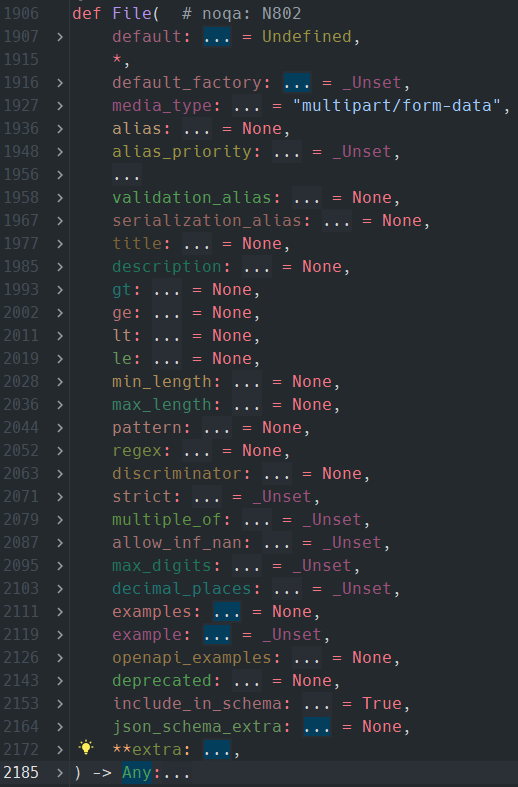 1906 def File(  # noqa: N802
1907 > default: ... = Undefined,
1915 *,
1916 > default_factory: ... = _Unset,
1927 > media_type: ... = "multipart/form-data",
1936 > alias: ... = None,
1948 > alias_priority: ... = _Unset,
1956 > ...
1958 > validation_alias: ... = None,
1967 > serialization_alias: ... = None,
1977 > title: ... = None,
1985 > description: ... = None,
1993 > gt: ... = None,
2002 > ge: ... = None,
2011 > lt: ... = None,
2019 > le: ... = None,
2028 > min_length: ... = None,
2036 > max_length: ... = None,
2044 > pattern: ... = None,
2052 > regex: ... = None,
2063 > discriminator: ... = None,
2071 > strict: ... = _Unset,
2079 > multiple_of: ... = _Unset,
2087 > allow_inf_nan: ... = _Unset,
2095 > max_digits: ... = _Unset,
2103 > decimal_places: ... = _Unset,
2111 > examples: ... = None,
2119 > example: ... = _Unset,
2126 > openapi_examples: ... = None,
2143 > deprecated: ... = None,
2153 > include_in_schema: ... = True,
2164 > json_schema_extra: ... = None,
2172 > **extra: ...,
2185 > ) -> Any:...